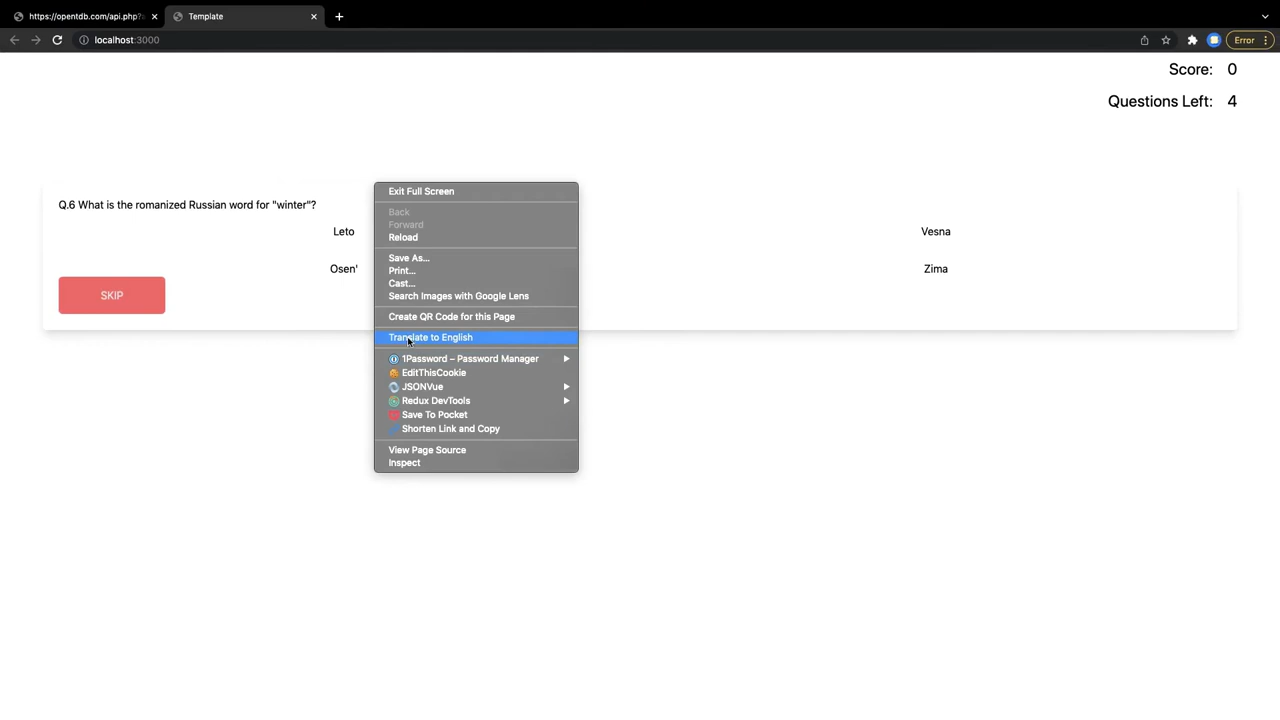 https://opentdb.com/api.php?a
Template
localhost:3000
Error
Score: 0
Questions Left: 4
Q.6 What is the romanized Russian word for "winter"?
Leto
Vesna
Osen'
Zima
SKIP
Exit Full Screen
Back
Forward
Reload
Save As...
Print...
Cast...
Search Images with Google Lens
Create QR Code for this Page
Translate to English
1Password – Password Manager
EditThisCookie
JSONVue
Redux DevTools
Save To Pocket
Shorten Link and Copy
View Page Source
Inspect